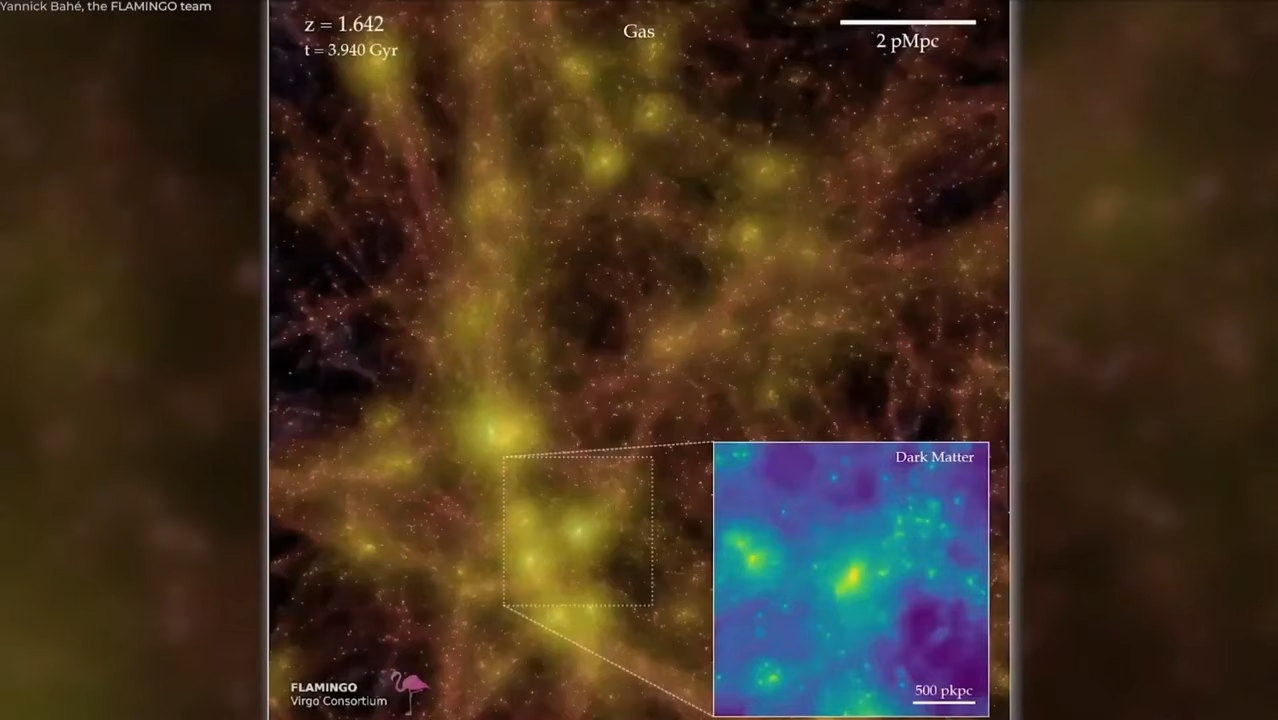 Yannick Bahé, the FLAMINGO team
z = 1.642
t = 3.940 Gyr
Gas
2 pMpc
Dark Matter
500 pkpc
FLAMINGO
Virgo Consortium